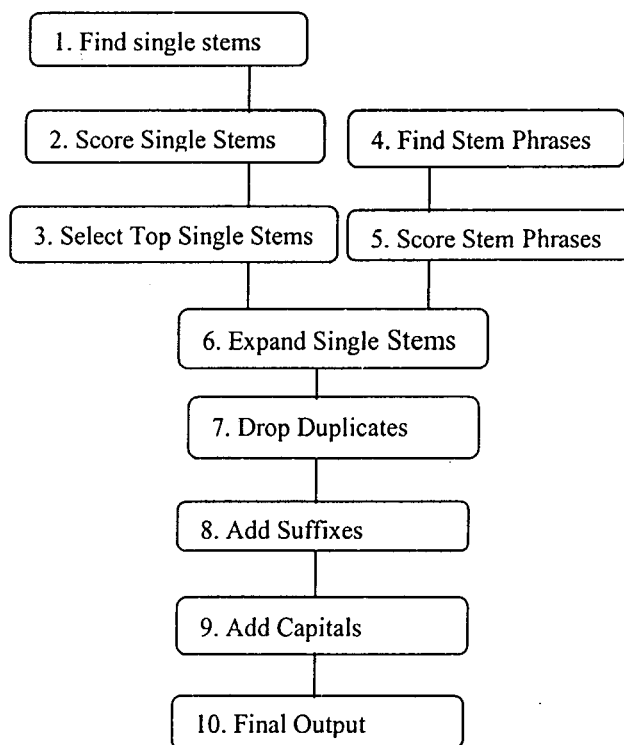 1. Find single stems
2. Score Single Stems
3. Select Top Single Stems
4. Find Stem Phrases
5. Score Stem Phrases
6. Expand Single Stems
7. Drop Duplicates
8. Add Suffixes
9. Add Capitals
10. Final Output